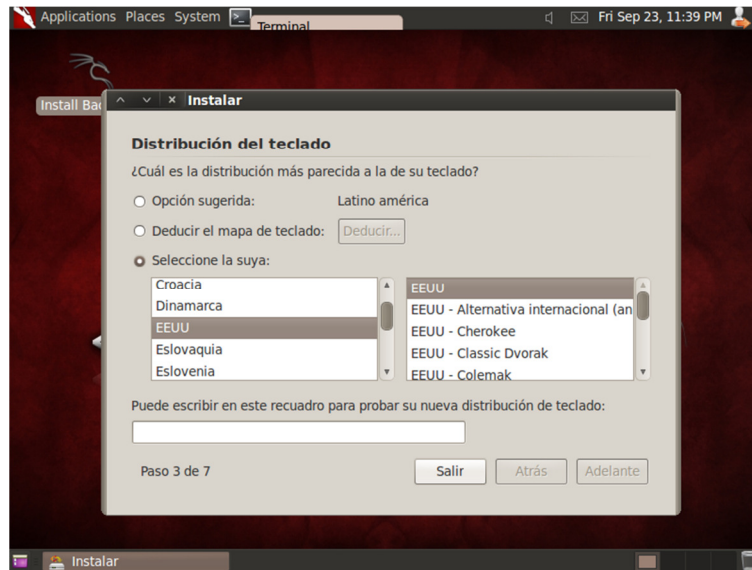 Applications Places System Terminal Fri Sep 23, 11:39 PM
Install Bac
Instalar
Distribución del teclado
¿Cuál es la distribución más parecida a la de su teclado?
Opción sugerida: Latino américa
Deducir el mapa de teclado: Deducir...
Seleccione la suya:
Croacia
Dinamarca
EEUU
Eslovaquia
Eslovenia
EEUU
EEUU - Alternativa internacional (an
EEUU - Cherokee
EEUU - Classic Dvorak
EEUU - Colemak
Puede escribir en este recuadro para probar su nueva distribución de teclado:
Paso 3 de 7 Salir Atrás Adelante
Instalar